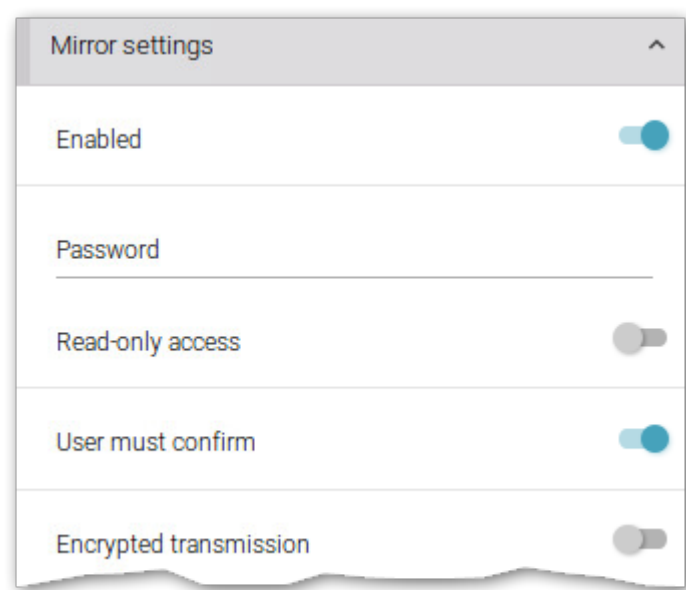 Mirror settings
Enabled
Password
Read-only access
User must confirm
Encrypted transmission